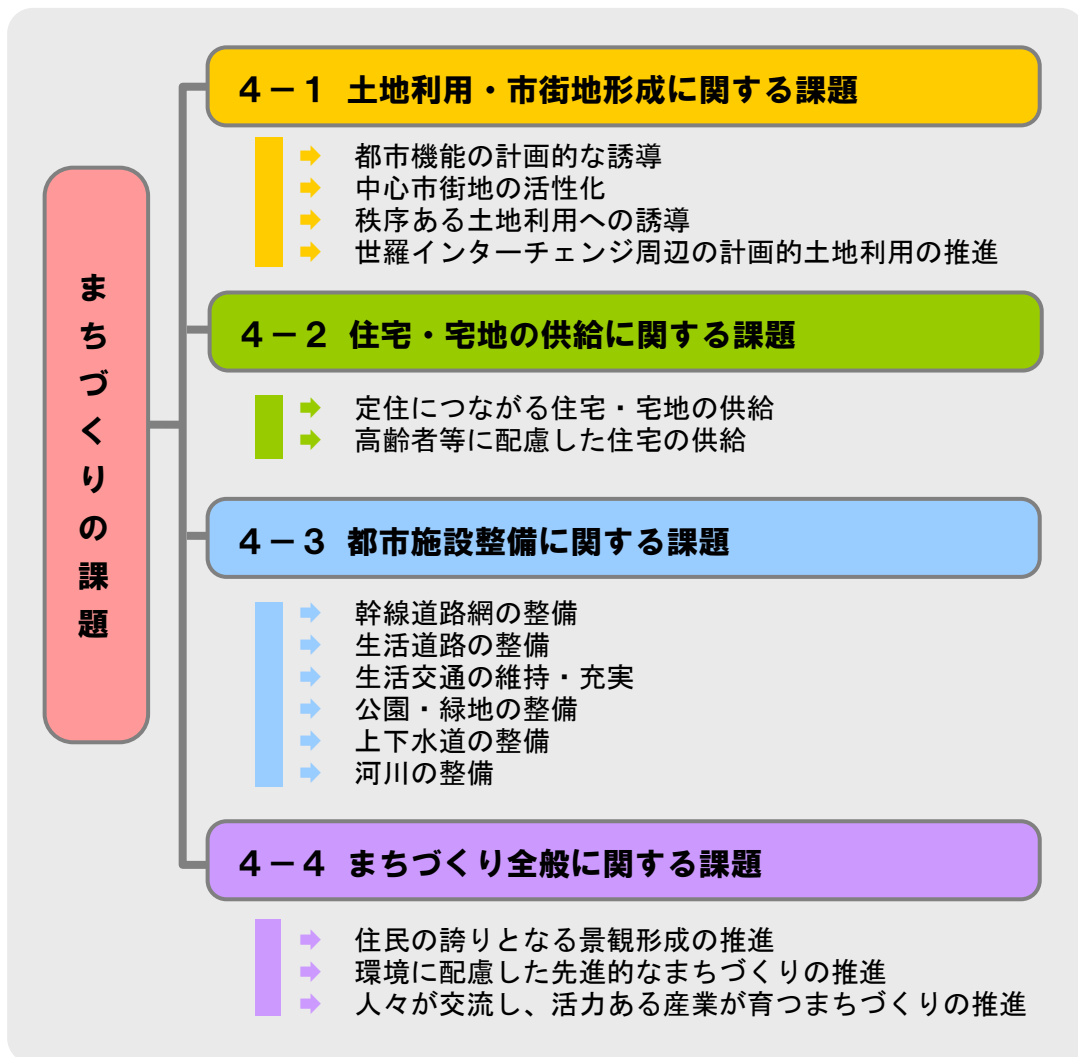 まちづくりの課題
4－1 土地利用・市街地形成に関する課題
都市機能の計画的な誘導
中心市街地の活性化
秩序ある土地利用への誘導
世羅インターチェンジ周辺の計画的土地利用の推進
4－2 住宅・宅地の供給に関する課題
定住につながる住宅・宅地の供給
高齢者等に配慮した住宅の供給
4－3 都市施設整備に関する課題
幹線道路網の整備
生活道路の整備
生活交通の維持・充実
公園・緑地の整備
上下水道の整備
河川の整備
4－4 まちづくり全般に関する課題
住民の誇りとなる景観形成の推進
環境に配慮した先進的なまちづくりの推進
人々が交流し、活力ある産業が育つまちづくりの推進